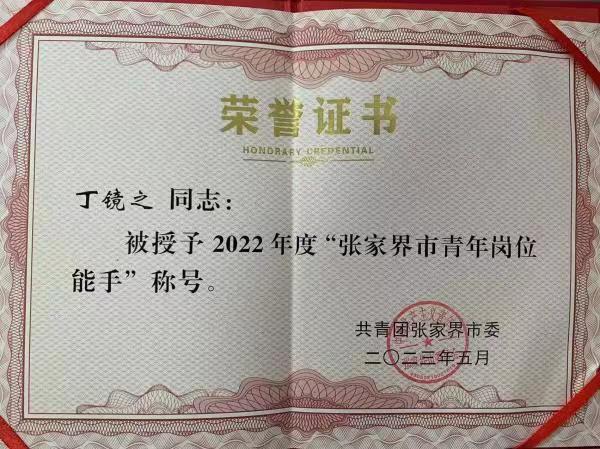 荣誉证书
HONORARY CREDENTIAL
丁镜之 同志：
被授予 2022 年度“张家界市青年岗位
能手”称号。
共青团张家界市委
二〇二三年五月